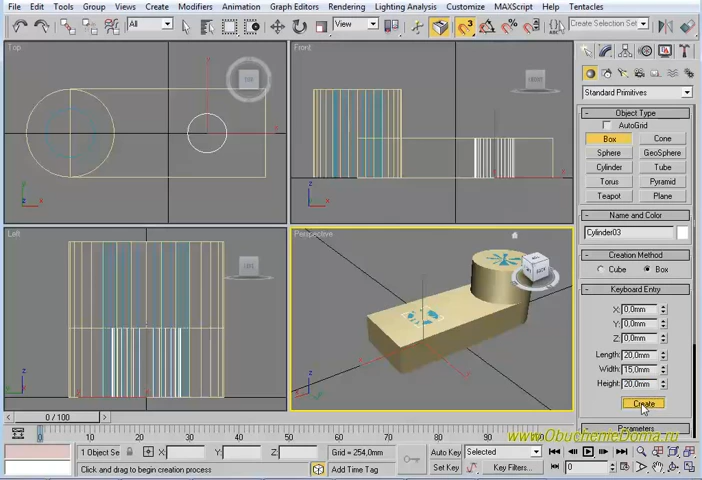 File Edit Tools Group Views Create Modifiers Animation Graph Editors Rendering Lighting Analysis Customize MAXScript Help Tentacles
All View 3 Create Selection Se
Top Front
Standard Primitives
Object Type
AutoGrid
Box Cone
Sphere GeoSphere
Cylinder Tube
Torus Pyramid
Teapot Plane
Name and Color
Cylinder03
Left Perspective
Creation Method
Cube Box
Keyboard Entry
X: 0,0mm
Y: 0,0mm
Z: 0,0mm
Length: 20,0mm
Width: 15,0mm
Height: 20,0mm
Create
0 / 100
Parameters
www.ObuchenieDoma.ru
0 10 20 30 40 50 60 70 80 90
1 Object Se X: Y: Z: Grid = 254,0mm Auto Key Selected
Click and drag to begin creation process Add Time Tag Set Key Key Filters... 0